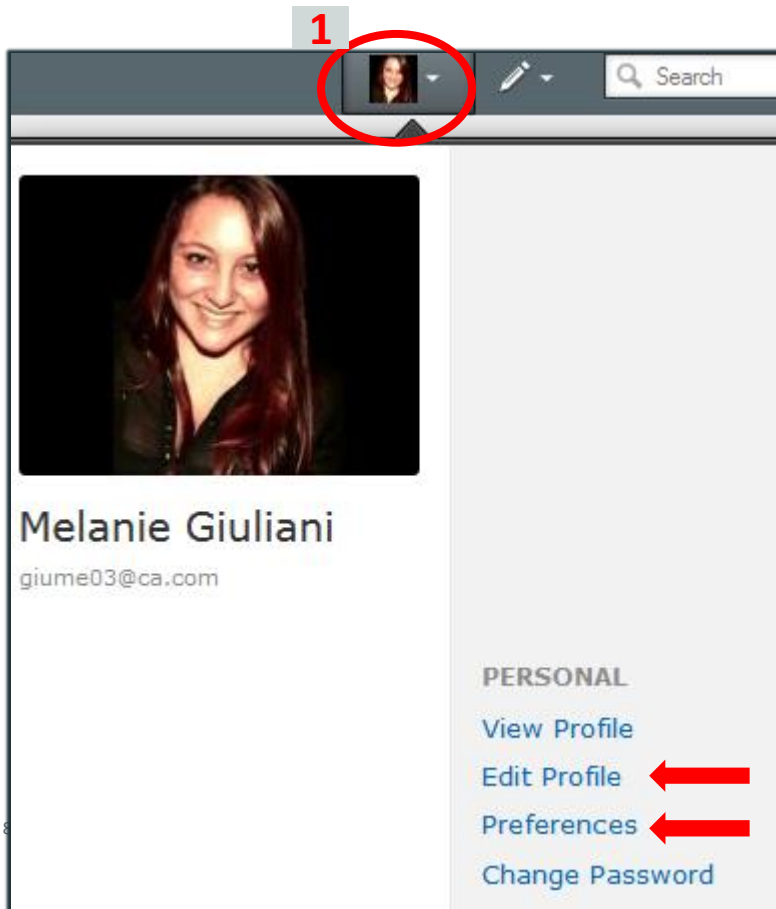 1
Search
Melanie Giuliani
giume03@ca.com
PERSONAL
View Profile
Edit Profile
Preferences
Change Password